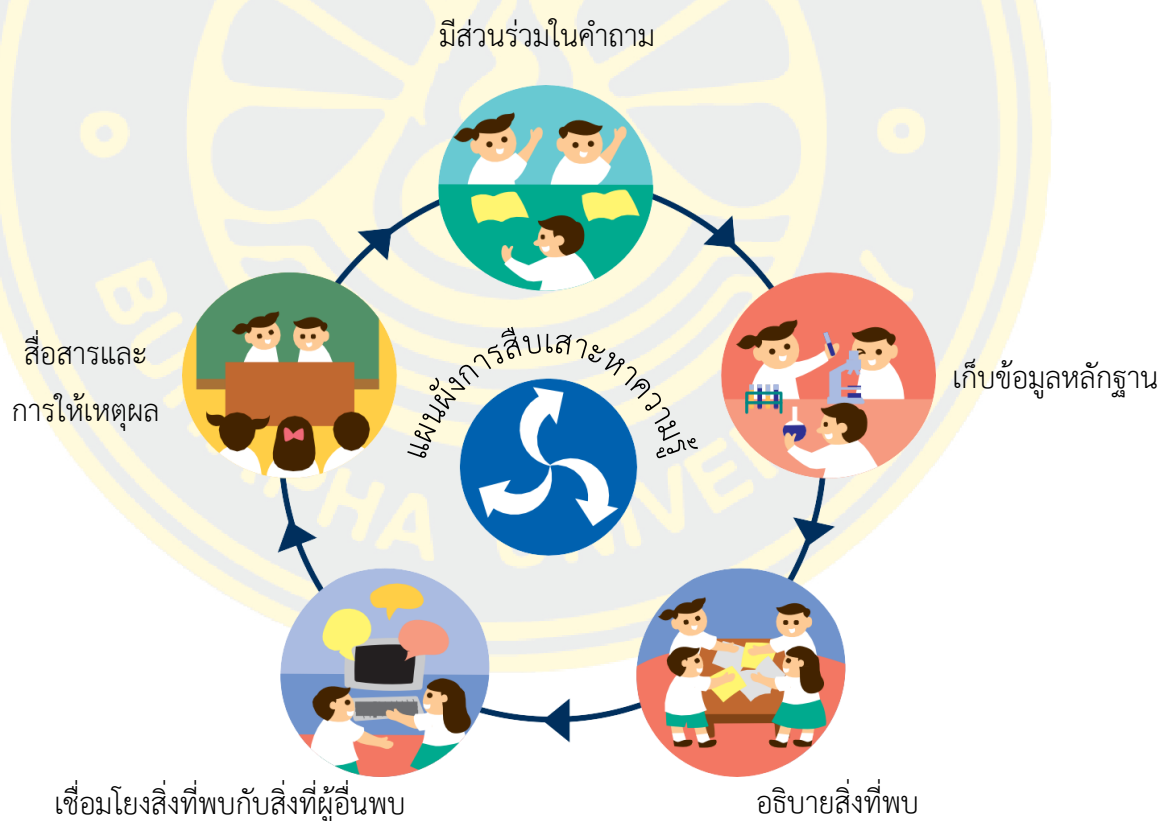 มีส่วนร่วมในคำถาม
เก็บข้อมูลหลักฐาน
อธิบายสิ่งที่พบ
เชื่อมโยงสิ่งที่พบกับสิ่งที่ผู้อื่นพบ
สื่อสารและ
การให้เหตุผล
แผนผังการสืบเสาะหาความรู้